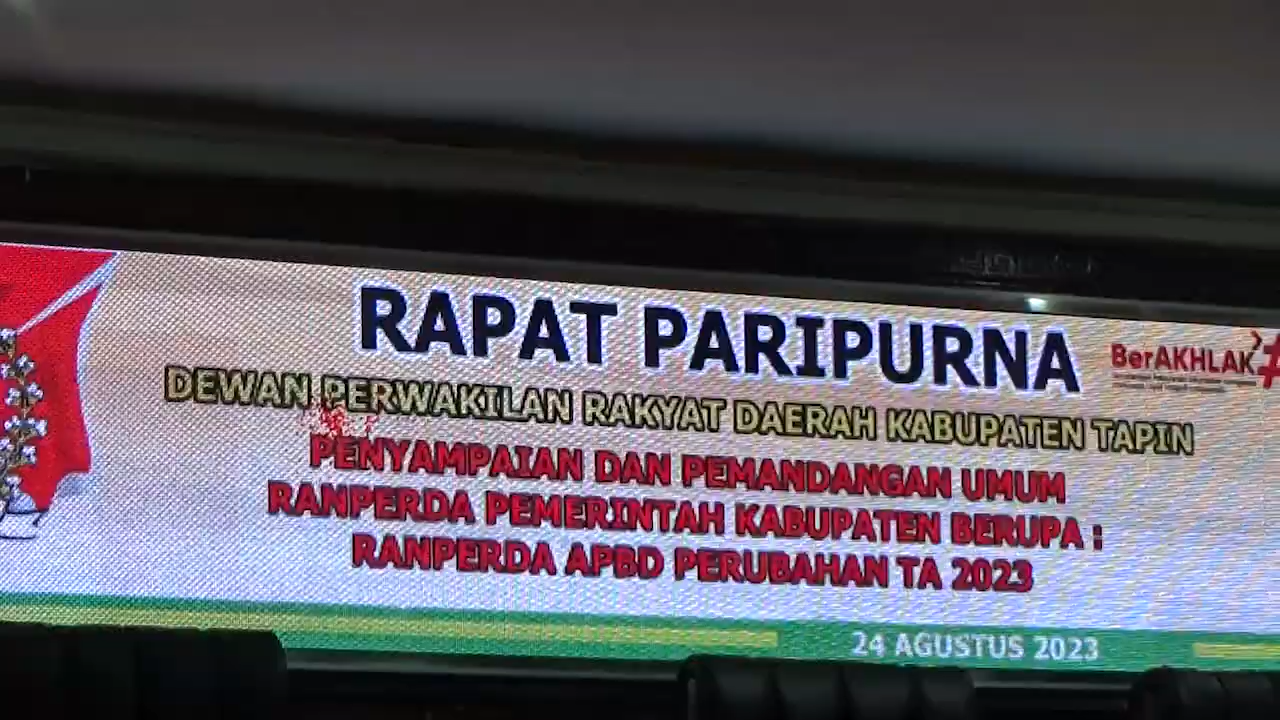 RAPAT PARIPURNA
BerAKHLAK
DEWAN PERWAKILAN RAKYAT DAERAH KABUPATEN TAPIN
PENYAMPAIAN DAN PEMANDANGAN UMUM
RANPERDA PEMERINTAH KABUPATEN BERUPA :
RANPERDA APBD PERUBAHAN TA 2023
24 AGUSTUS 2023